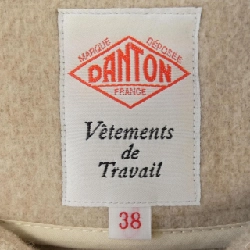 MARQUE DÉPOSÉE
DANTON
FRANCE
Vêtements
de
Travail
38